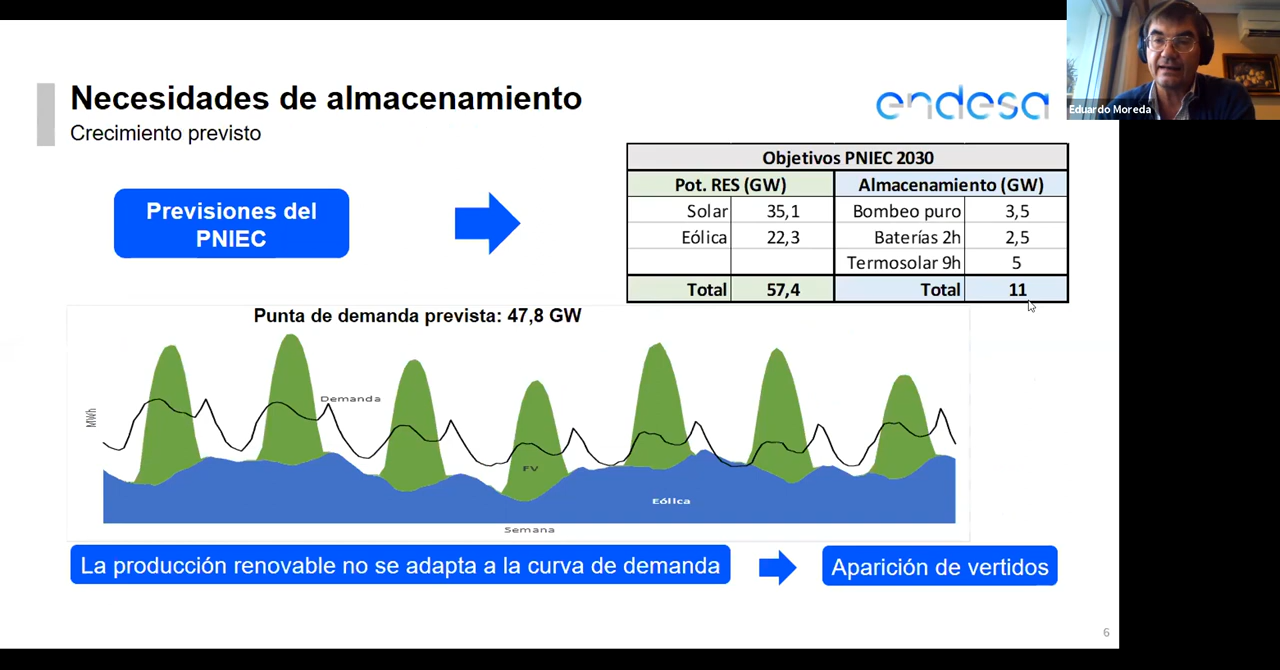 Necesidades de almacenamiento
Crecimiento previsto
endesa
Eduardo Moreda
Previsiones del
PNIEC
Objetivos PNIEC 2030
Pot. RES (GW) Almacenamiento (GW)
Solar 35,1 Bombeo puro 3,5
Eólica 22,3 Baterías 2h 2,5
Termosolar 9h 5
Total 57,4 Total 11
Punta de demanda prevista: 47,8 GW
Demanda
MWh
FV
Eólica
Semana
La producción renovable no se adapta a la curva de demanda
Aparición de vertidos
6